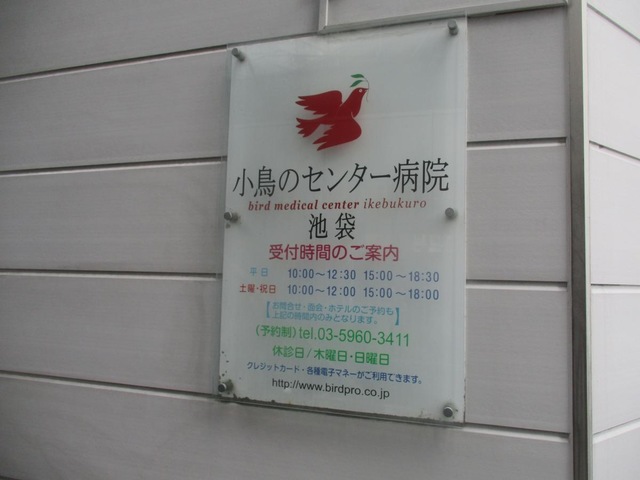 小鳥のセンター病院
bird medical center ikebukuro
池袋
受付時間のご案内
平日 10:00～12:30 15:00～18:30
土曜・祝日 10:00～12:00 15:00～18:00
【お問合せ・面会・ホテルのご予約も
上記の時間内のみとなります。】
(予約制) tel.03-5960-3411
休診日/木曜日・日曜日
クレジットカード・各種電子マネーがご利用できます。
http://www.birdpro.co.jp